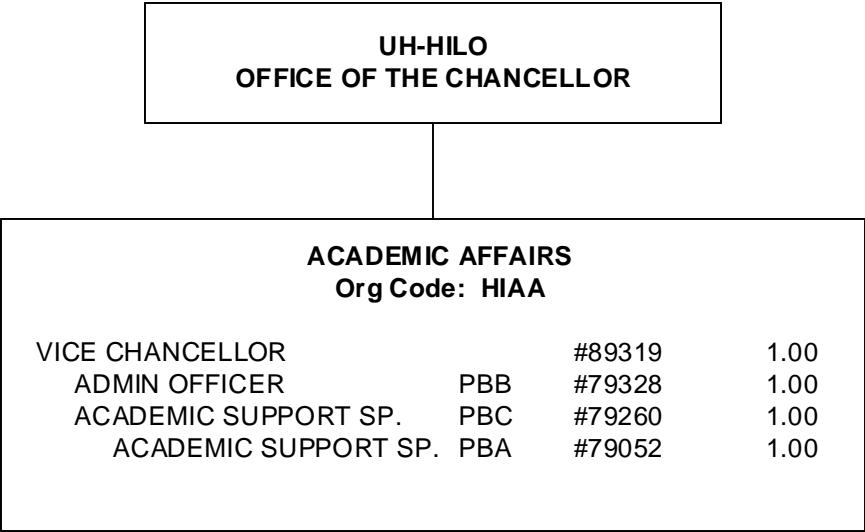 UH-HILO
OFFICE OF THE CHANCELLOR
ACADEMIC AFFAIRS
Org Code: HIAA
VICE CHANCELLOR #89319 1.00
ADMIN OFFICER PBB #79328 1.00
ACADEMIC SUPPORT SP. PBC #79260 1.00
ACADEMIC SUPPORT SP. PBA #79052 1.00